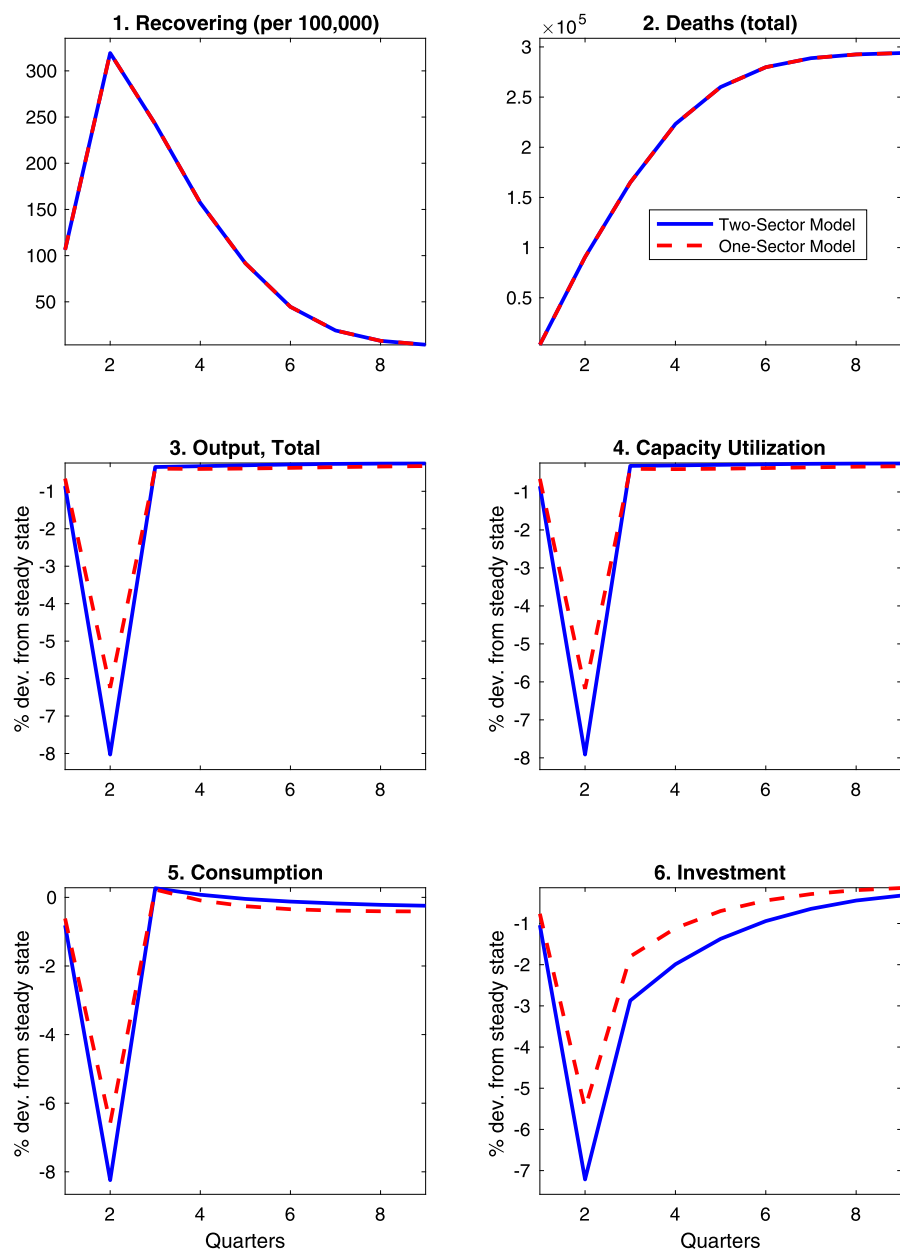 1. Recovering (per 100,000)
300
250
200
150
100
50
2 4 6 8
2. Deaths (total)
×10⁵
3
2.5
2
1.5
1
0.5
Two-Sector Model
One-Sector Model
2 4 6 8
3. Output, Total
% dev. from steady state
-1
-2
-3
-4
-5
-6
-7
-8
2 4 6 8
4. Capacity Utilization
% dev. from steady state
-1
-2
-3
-4
-5
-6
-7
-8
2 4 6 8
5. Consumption
% dev. from steady state
0
-2
-4
-6
-8
2 4 6 8
Quarters
6. Investment
% dev. from steady state
-1
-2
-3
-4
-5
-6
-7
2 4 6 8
Quarters